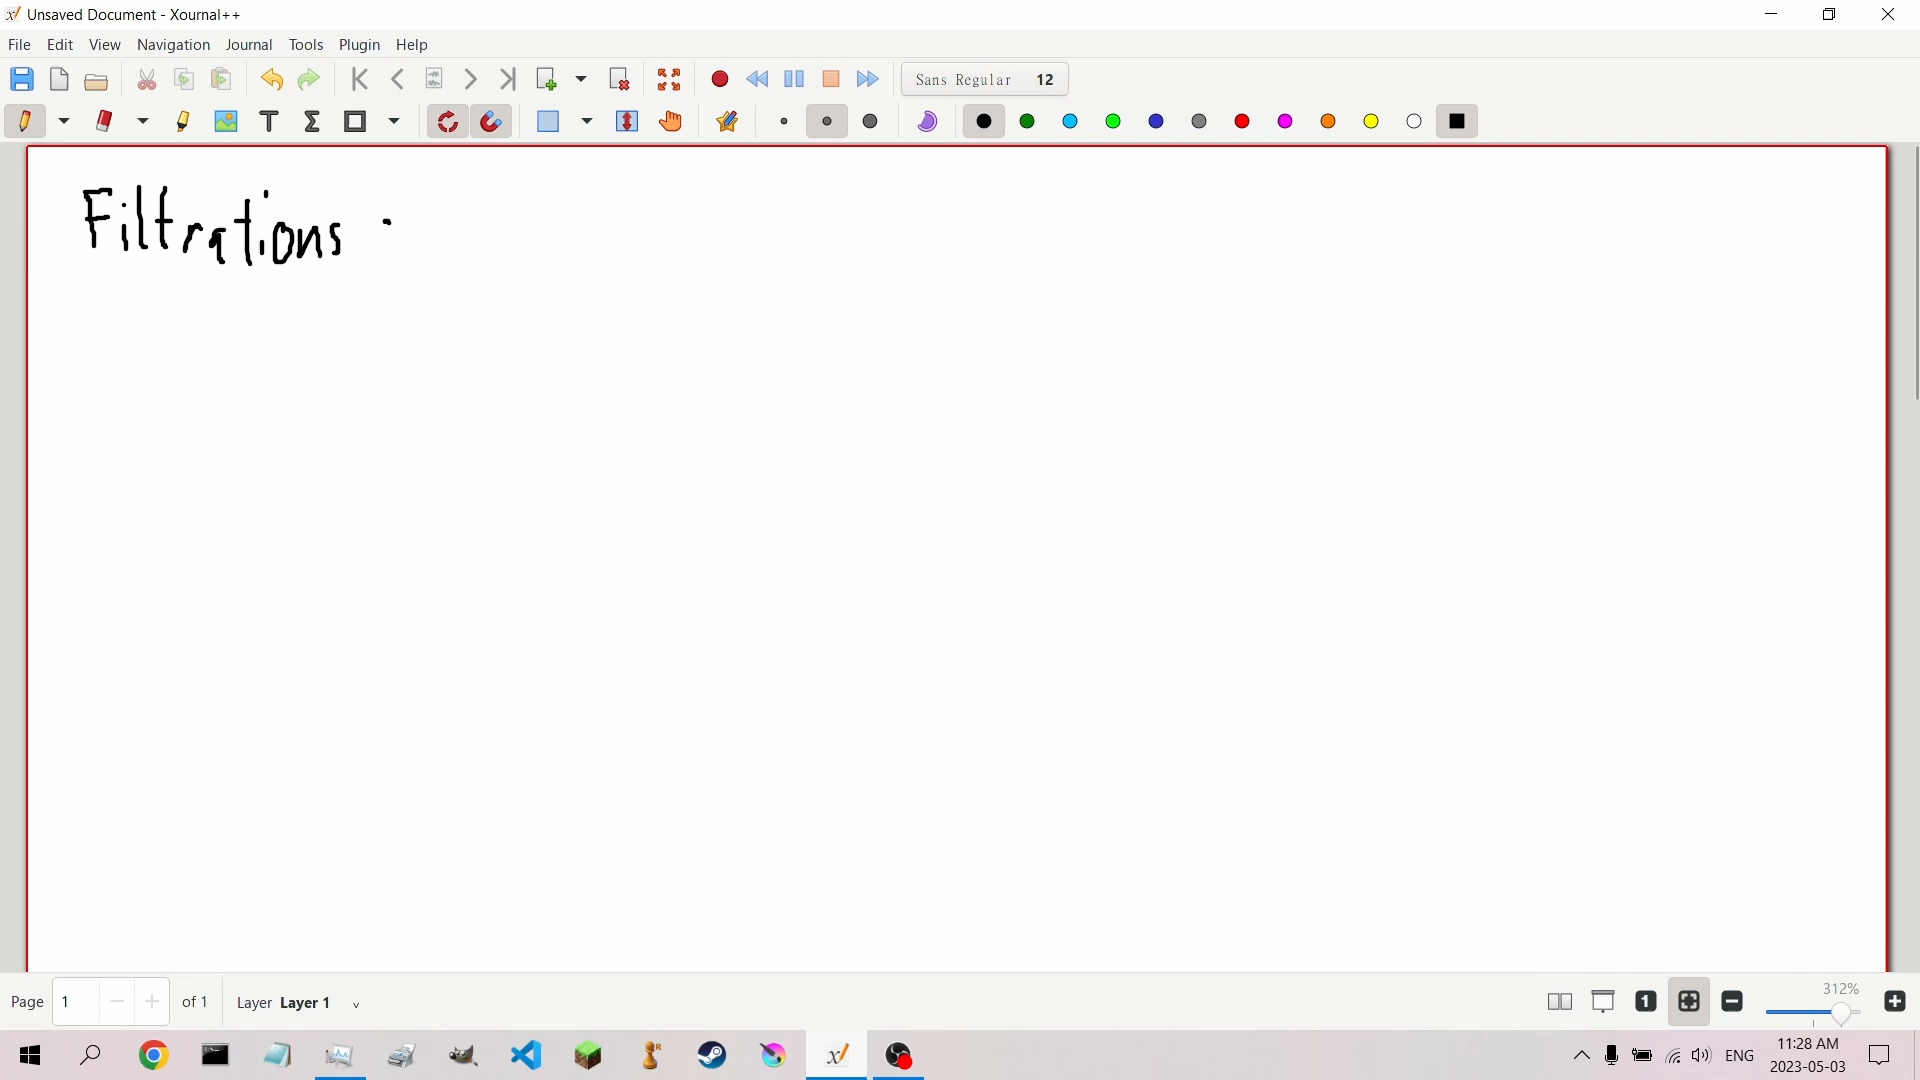 Unsaved Document - Xournal++
File Edit View Navigation Journal Tools Plugin Help
Sans Regular 12
Filtrations
Page 1 of 1 Layer Layer 1
312%
ENG
11:28 AM
2023-05-03